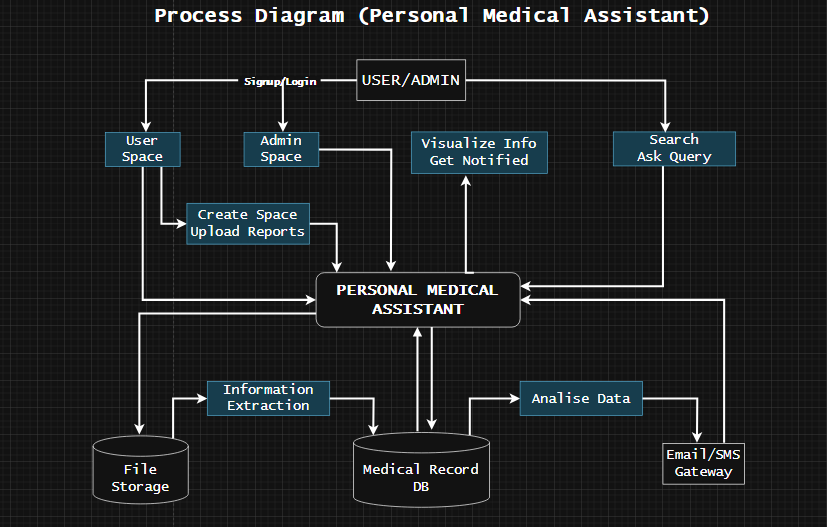 Process Diagram (Personal Medical Assistant)
Signup/Login
USER/ADMIN
User
Space
Admin
Space
Visualize Info
Get Notified
Search
Ask Query
Create Space
Upload Reports
PERSONAL MEDICAL
ASSISTANT
Information
Extraction
Analise Data
File
Storage
Medical Record
DB
Email/SMS
Gateway